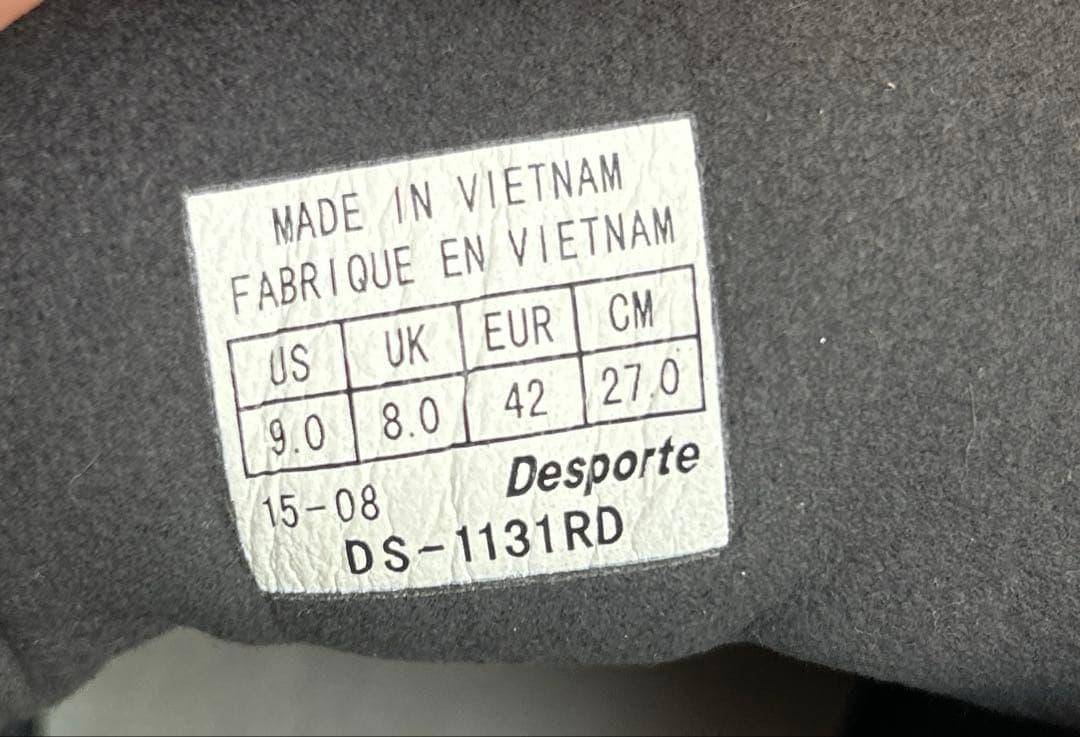 MADE IN VIETNAM
FABRIQUE EN VIETNAM
US UK EUR CM
9.0 8.0 42 27.0
15-08 Desporte
DS-1131RD